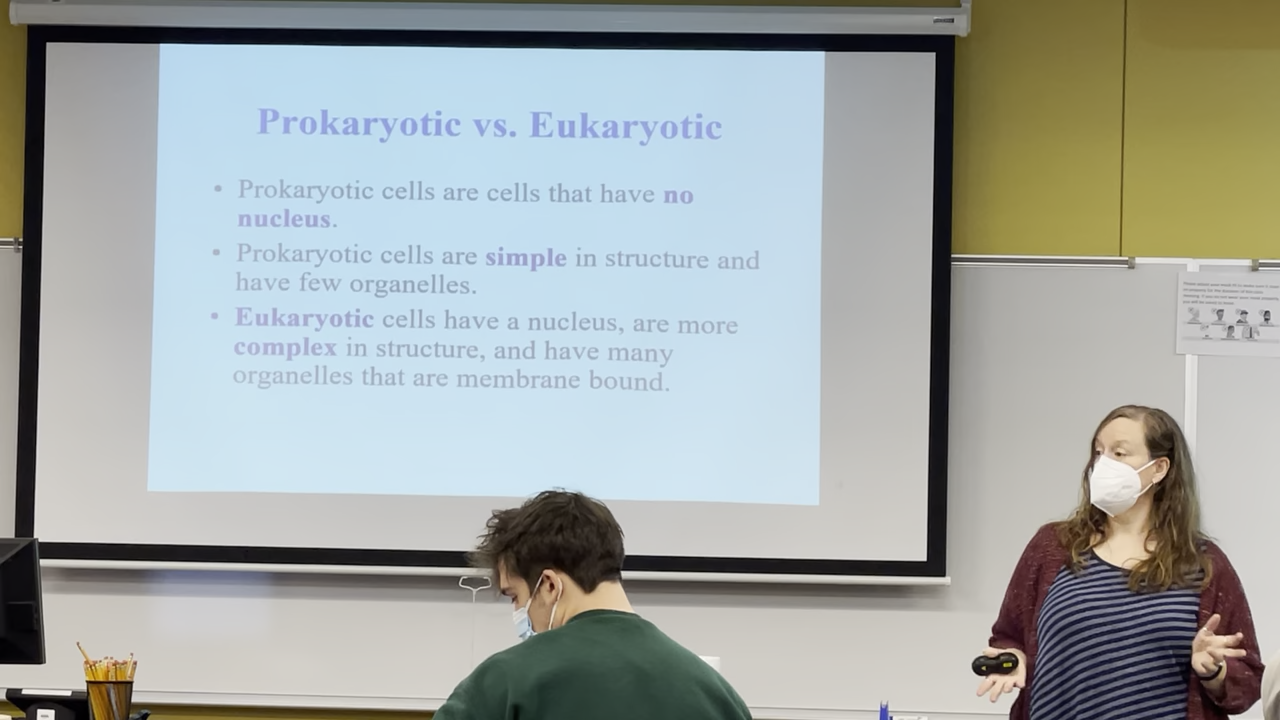 Prokaryotic vs. Eukaryotic
• Prokaryotic cells are cells that have no
nucleus.
• Prokaryotic cells are simple in structure and
have few organelles.
• Eukaryotic cells have a nucleus, are more
complex in structure, and have many
organelles that are membrane bound.